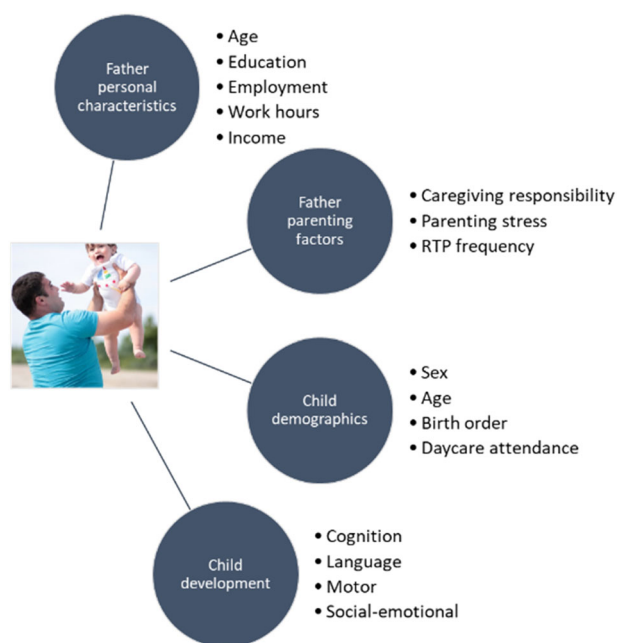 Father
personal
characteristics
• Age
• Education
• Employment
• Work hours
• Income
Father
parenting
factors
• Caregiving responsibility
• Parenting stress
• RTP frequency
Child
demographics
• Sex
• Age
• Birth order
• Daycare attendance
Child
development
• Cognition
• Language
• Motor
• Social-emotional